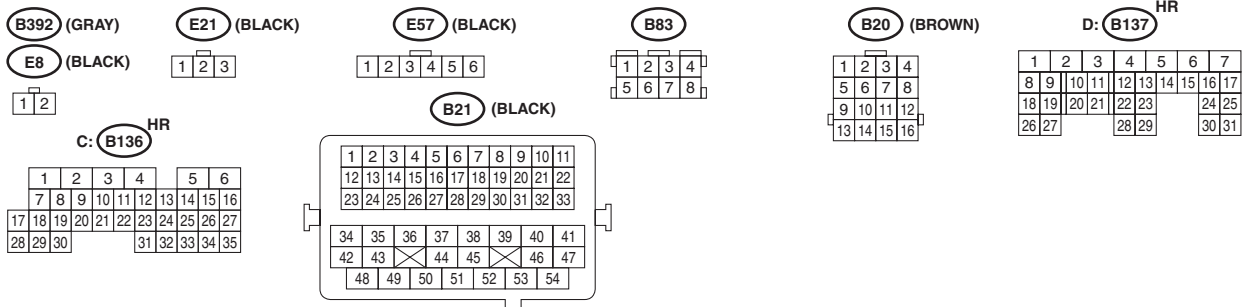 B392 (GRAY)
E8 (BLACK)
1 2
E21 (BLACK)
1 2 3
E57 (BLACK)
1 2 3 4 5 6
B83
1 2 3 4
5 6 7 8
B20 (BROWN)
1 2 3 4
5 6 7 8
9 10 11 12
13 14 15 16
D: B137 HR
1 2 3 4 5 6 7
8 9 10 11 12 13 14 15 16 17
18 19 20 21 22 23 24 25
26 27 28 29 30 31
C: B136 HR
1 2 3 4 5 6
7 8 9 10 11 12 13 14 15 16
17 18 19 20 21 22 23 24 25 26 27
28 29 30 31 32 33 34 35
B21 (BLACK)
1 2 3 4 5 6 7 8 9 10 11
12 13 14 15 16 17 18 19 20 21 22
23 24 25 26 27 28 29 30 31 32 33
34 35 36 37 38 39 40 41
42 43 44 45 46 47
48 49 50 51 52 53 54